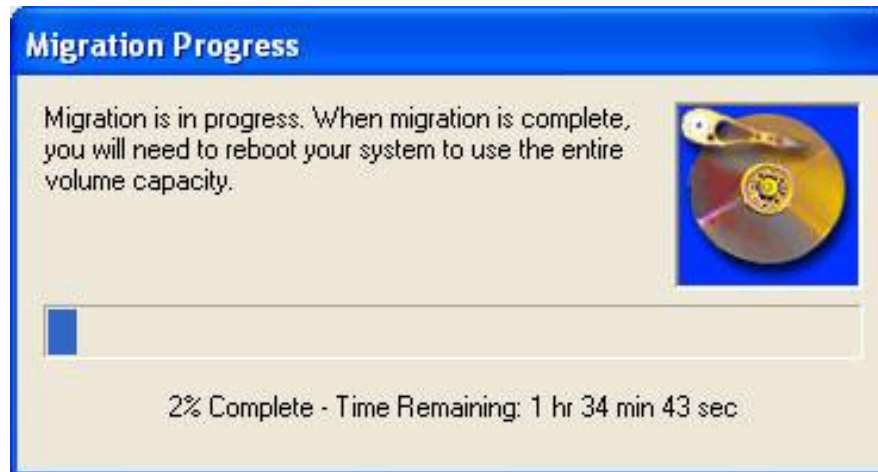 Migration Progress
Migration is in progress. When migration is complete,
you will need to reboot your system to use the entire
volume capacity.
2% Complete - Time Remaining: 1 hr 34 min 43 sec